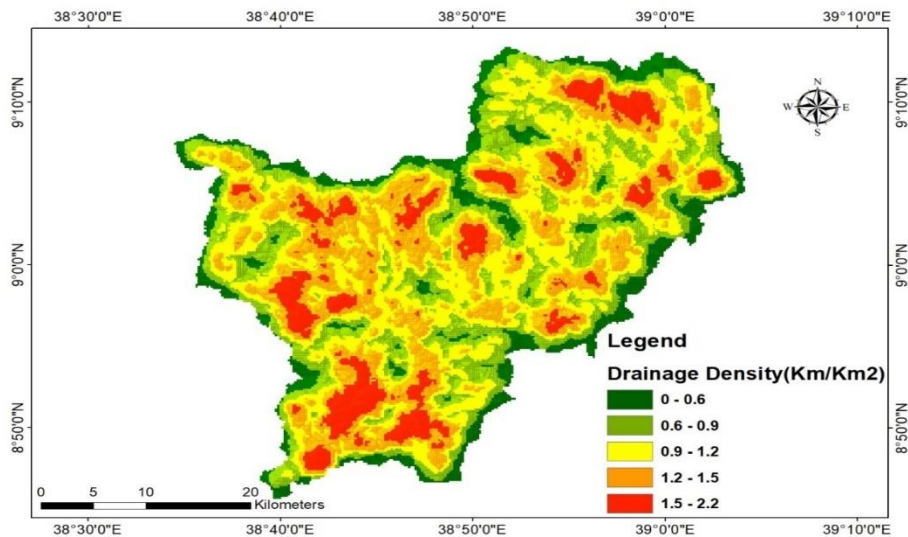 38°30'0"E 38°40'0"E 38°50'0"E 39°0'0"E 39°10'0"E
9°10'0"N 9°10'0"N
N
W E
S
9°0'0"N 9°0'0"N
Legend
Drainage Density(Km/Km2)
0 - 0.6
0.6 - 0.9
8°50'0"N 8°50'0"N
0.9 - 1.2
1.2 - 1.5
1.5 - 2.2
0 5 10 20
Kilometers
38°30'0"E 38°40'0"E 38°50'0"E 39°0'0"E 39°10'0"E